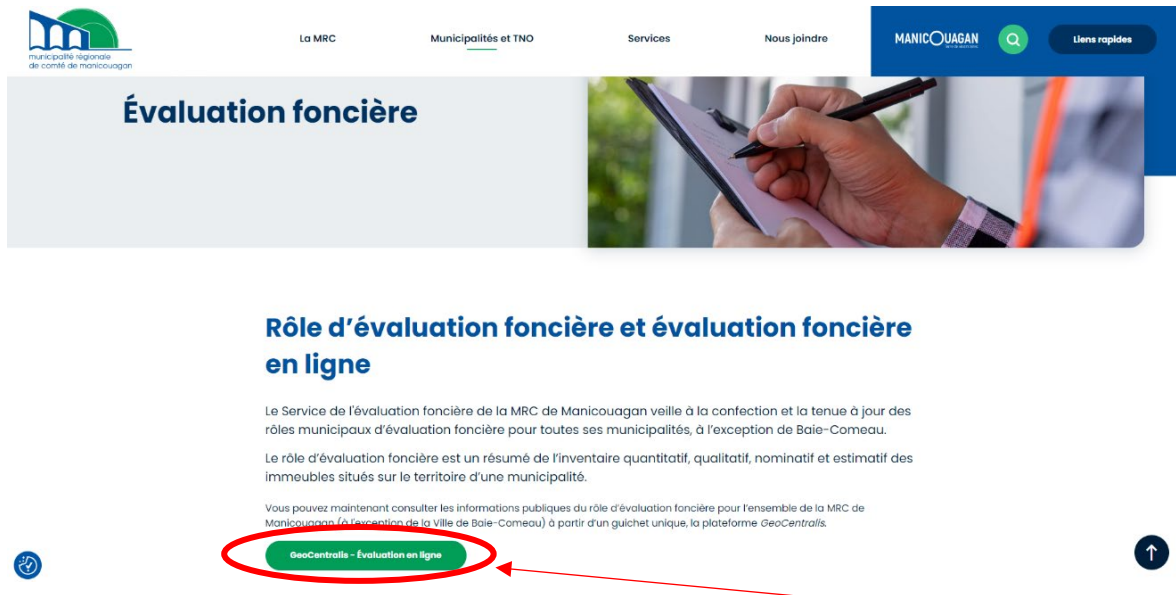 La MRC
Municipalités et TNO
Services
Nous joindre
MANICOUAGAN
Liens rapides
municipalité régionale
de comté de manicouagan
Évaluation foncière
Rôle d’évaluation foncière et évaluation foncière
en ligne
Le Service de l'évaluation foncière de la MRC de Manicouagan veille à la confection et la tenue à jour des
rôles municipaux d’évaluation foncière pour toutes ses municipalités, à l’exception de Baie-Comeau.
Le rôle d’évaluation foncière est un résumé de l’inventaire quantitatif, qualitatif, nominatif et estimatif des
immeubles situés sur le territoire d’une municipalité.
Vous pouvez maintenant consulter les informations publiques du rôle d’évaluation foncière pour l’ensemble de la MRC de
Manicouagan (à l'exception de la Ville de Baie-Comeau) à partir d’un guichet unique, la plateforme GeoCentralis.
GeoCentralis - Évaluation en ligne